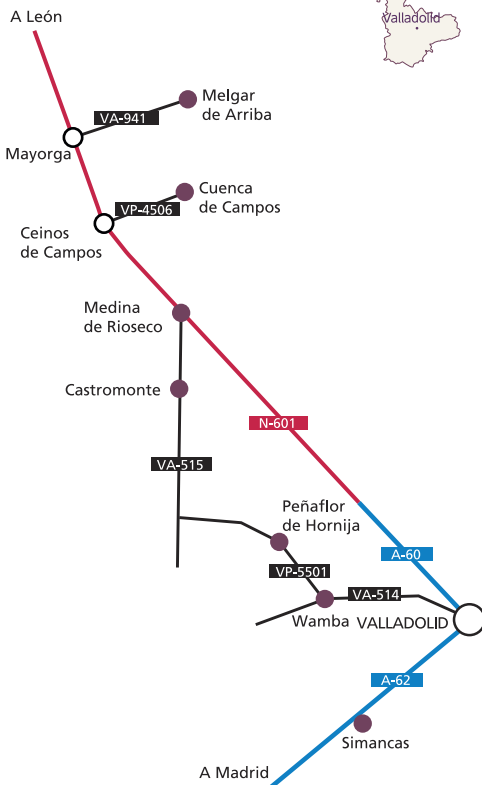 A León
Valladolid
Melgar
de Arriba
VA-941
Mayorga
Cuenca
de Campos
VP-4506
Ceinos
de Campos
Medina
de Rioseco
Castromonte
N-601
VA-515
Peñaflor
de Hornija
A-60
VP-5501
VA-514
Wamba
VALLADOLID
A-62
Simancas
A Madrid